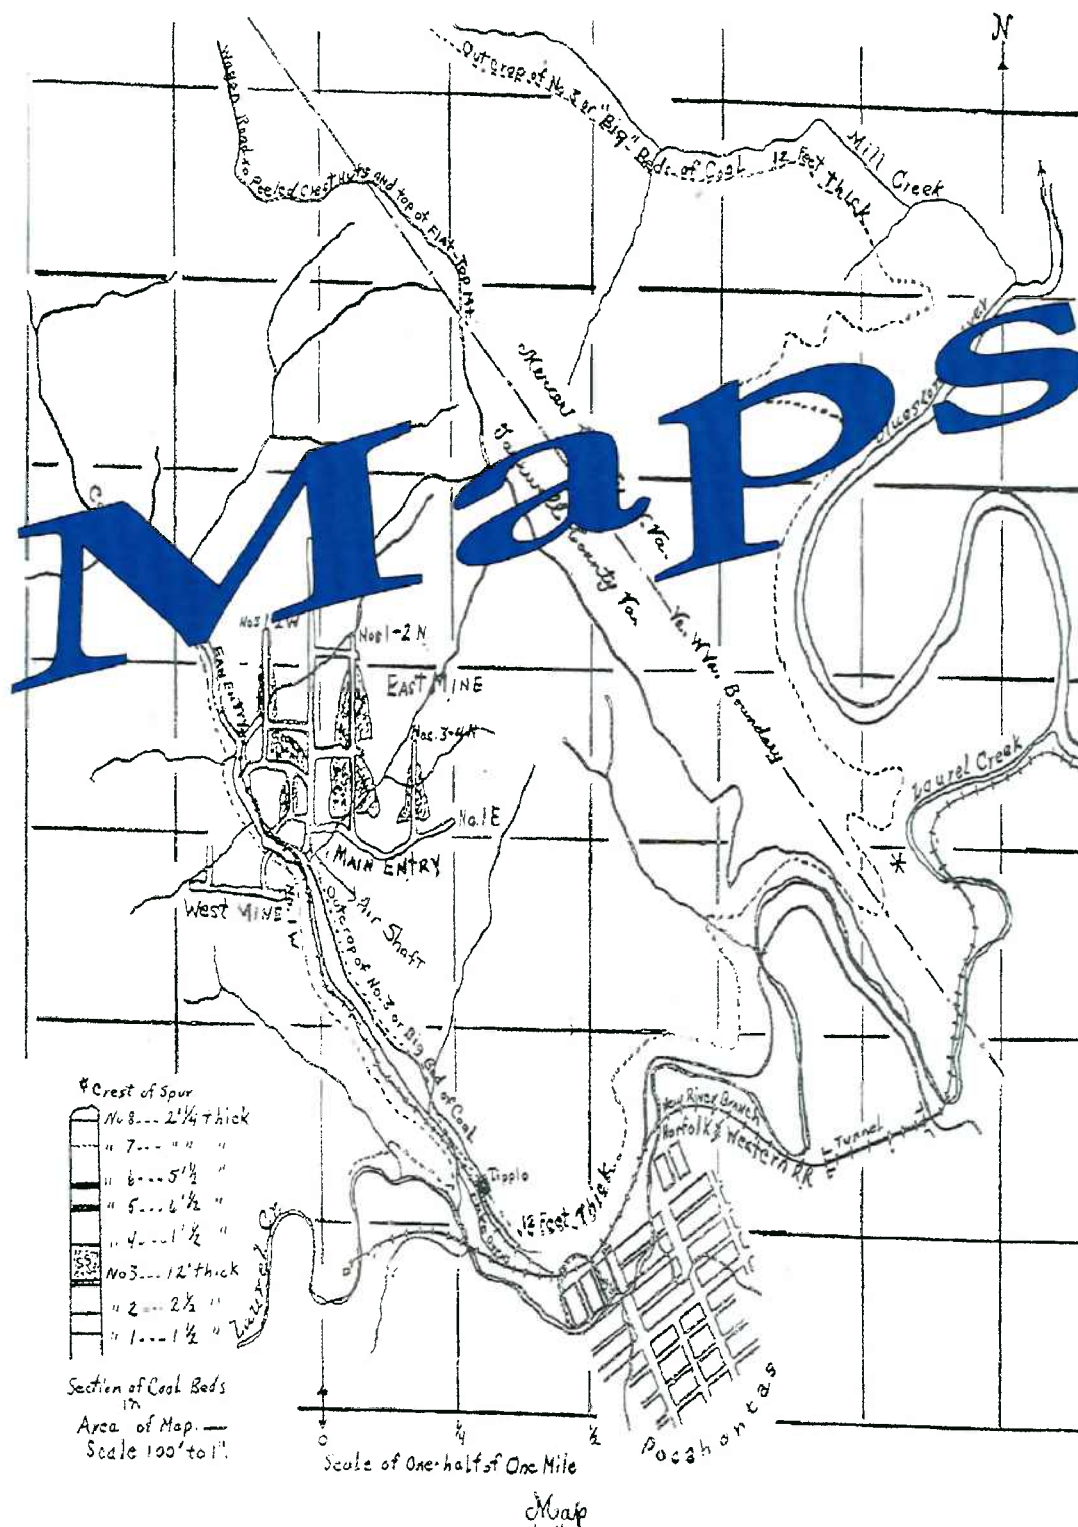 N
Wagon Road to Peeled Chestnuts and top of Flat-Top Mt.
Outcrop of No. 3 or "Big" Beds of Coal 12 Feet Thick
Mill Creek
Maps
Mercer
Va.
Tazewell County Va.
Va. W Va. Boundary
Nos 1-2 W
Nos 1-2 N
FAN ENTRY
EAST MINE
Nos. 3-4 N
No. 1 E
MAIN ENTRY
Air Shaft
West MINE
No. 1 W
Laurel Creek
*
Outcrop of No. 3 or Big Bed of Coal
Tipple
12 Feet Thick
New River Branch
Norfolk & Western RR
Tunnel
Laurel Cr.
Pocahontas
* Crest of Spur
No 8 --- 2' 1/4 Thick
" 7 --- " " "
" 6 --- 5' 1/2 "
" 5 --- 6' 1/2 "
" 4 --- 1' 1/2 "
No 3 --- 12' thick
" 2 --- 2 1/2 "
" 1 --- 1 1/2 "
Section of Coal Beds
in
Area of Map. —
Scale 100' to 1".
0 1/4 1/2
Scale of One-half of One Mile
Map